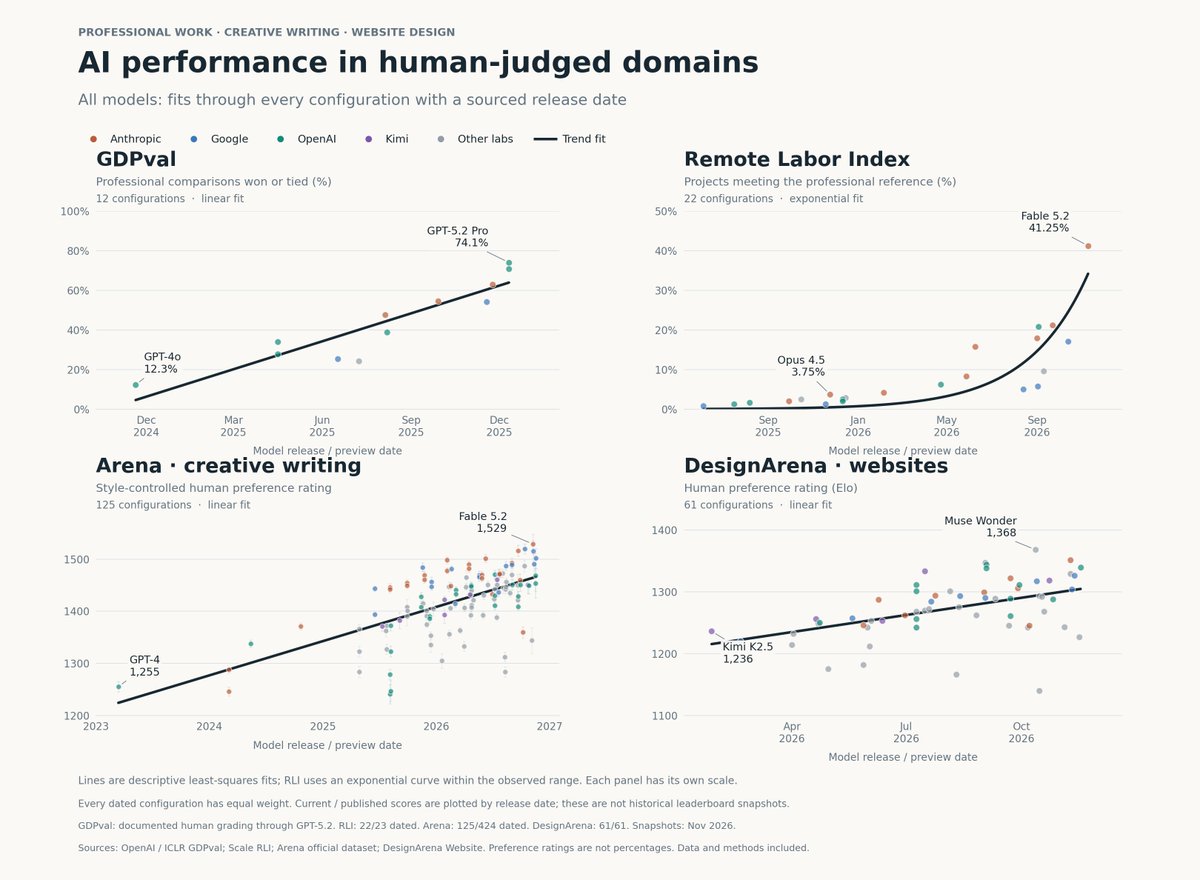 PROFESSIONAL WORK · CREATIVE WRITING · WEBSITE DESIGN
AI performance in human-judged domains
All models: fits through every configuration with a sourced release date
Anthropic Google OpenAI Kimi Other labs Trend fit
GDPval
Professional comparisons won or tied (%)
12 configurations · linear fit
100%
80%
60%
40%
20%
0%
GPT-5.2 Pro
74.1%
GPT-4o
12.3%
Dec 2024
Mar 2025
Jun 2025
Sep 2025
Dec 2025
Model release / preview date
Remote Labor Index
Projects meeting the professional reference (%)
22 configurations · exponential fit
50%
40%
30%
20%
10%
0%
Fable 5.2
41.25%
Opus 4.5
3.75%
Sep 2025
Jan 2026
May 2026
Sep 2026
Model release / preview date
Arena · creative writing
Style-controlled human preference rating
125 configurations · linear fit
1500
1400
1300
1200
Fable 5.2
1,529
GPT-4
1,255
2023 2024 2025 2026 2027
Model release / preview date
DesignArena · websites
Human preference rating (Elo)
61 configurations · linear fit
1400
1300
1200
1100
Muse Wonder
1,368
Kimi K2.5
1,236
Apr 2026
Jul 2026
Oct 2026
Model release / preview date
Lines are descriptive least-squares fits; RLI uses an exponential curve within the observed range. Each panel has its own scale.
Every dated configuration has equal weight. Current / published scores are plotted by release date; these are not historical leaderboard snapshots.
GDPval: documented human grading through GPT-5.2. RLI: 22/23 dated. Arena: 125/424 dated. DesignArena: 61/61. Snapshots: Nov 2026.
Sources: OpenAI / ICLR GDPval; Scale RLI; Arena official dataset; DesignArena Website. Preference ratings are not percentages. Data and methods included.